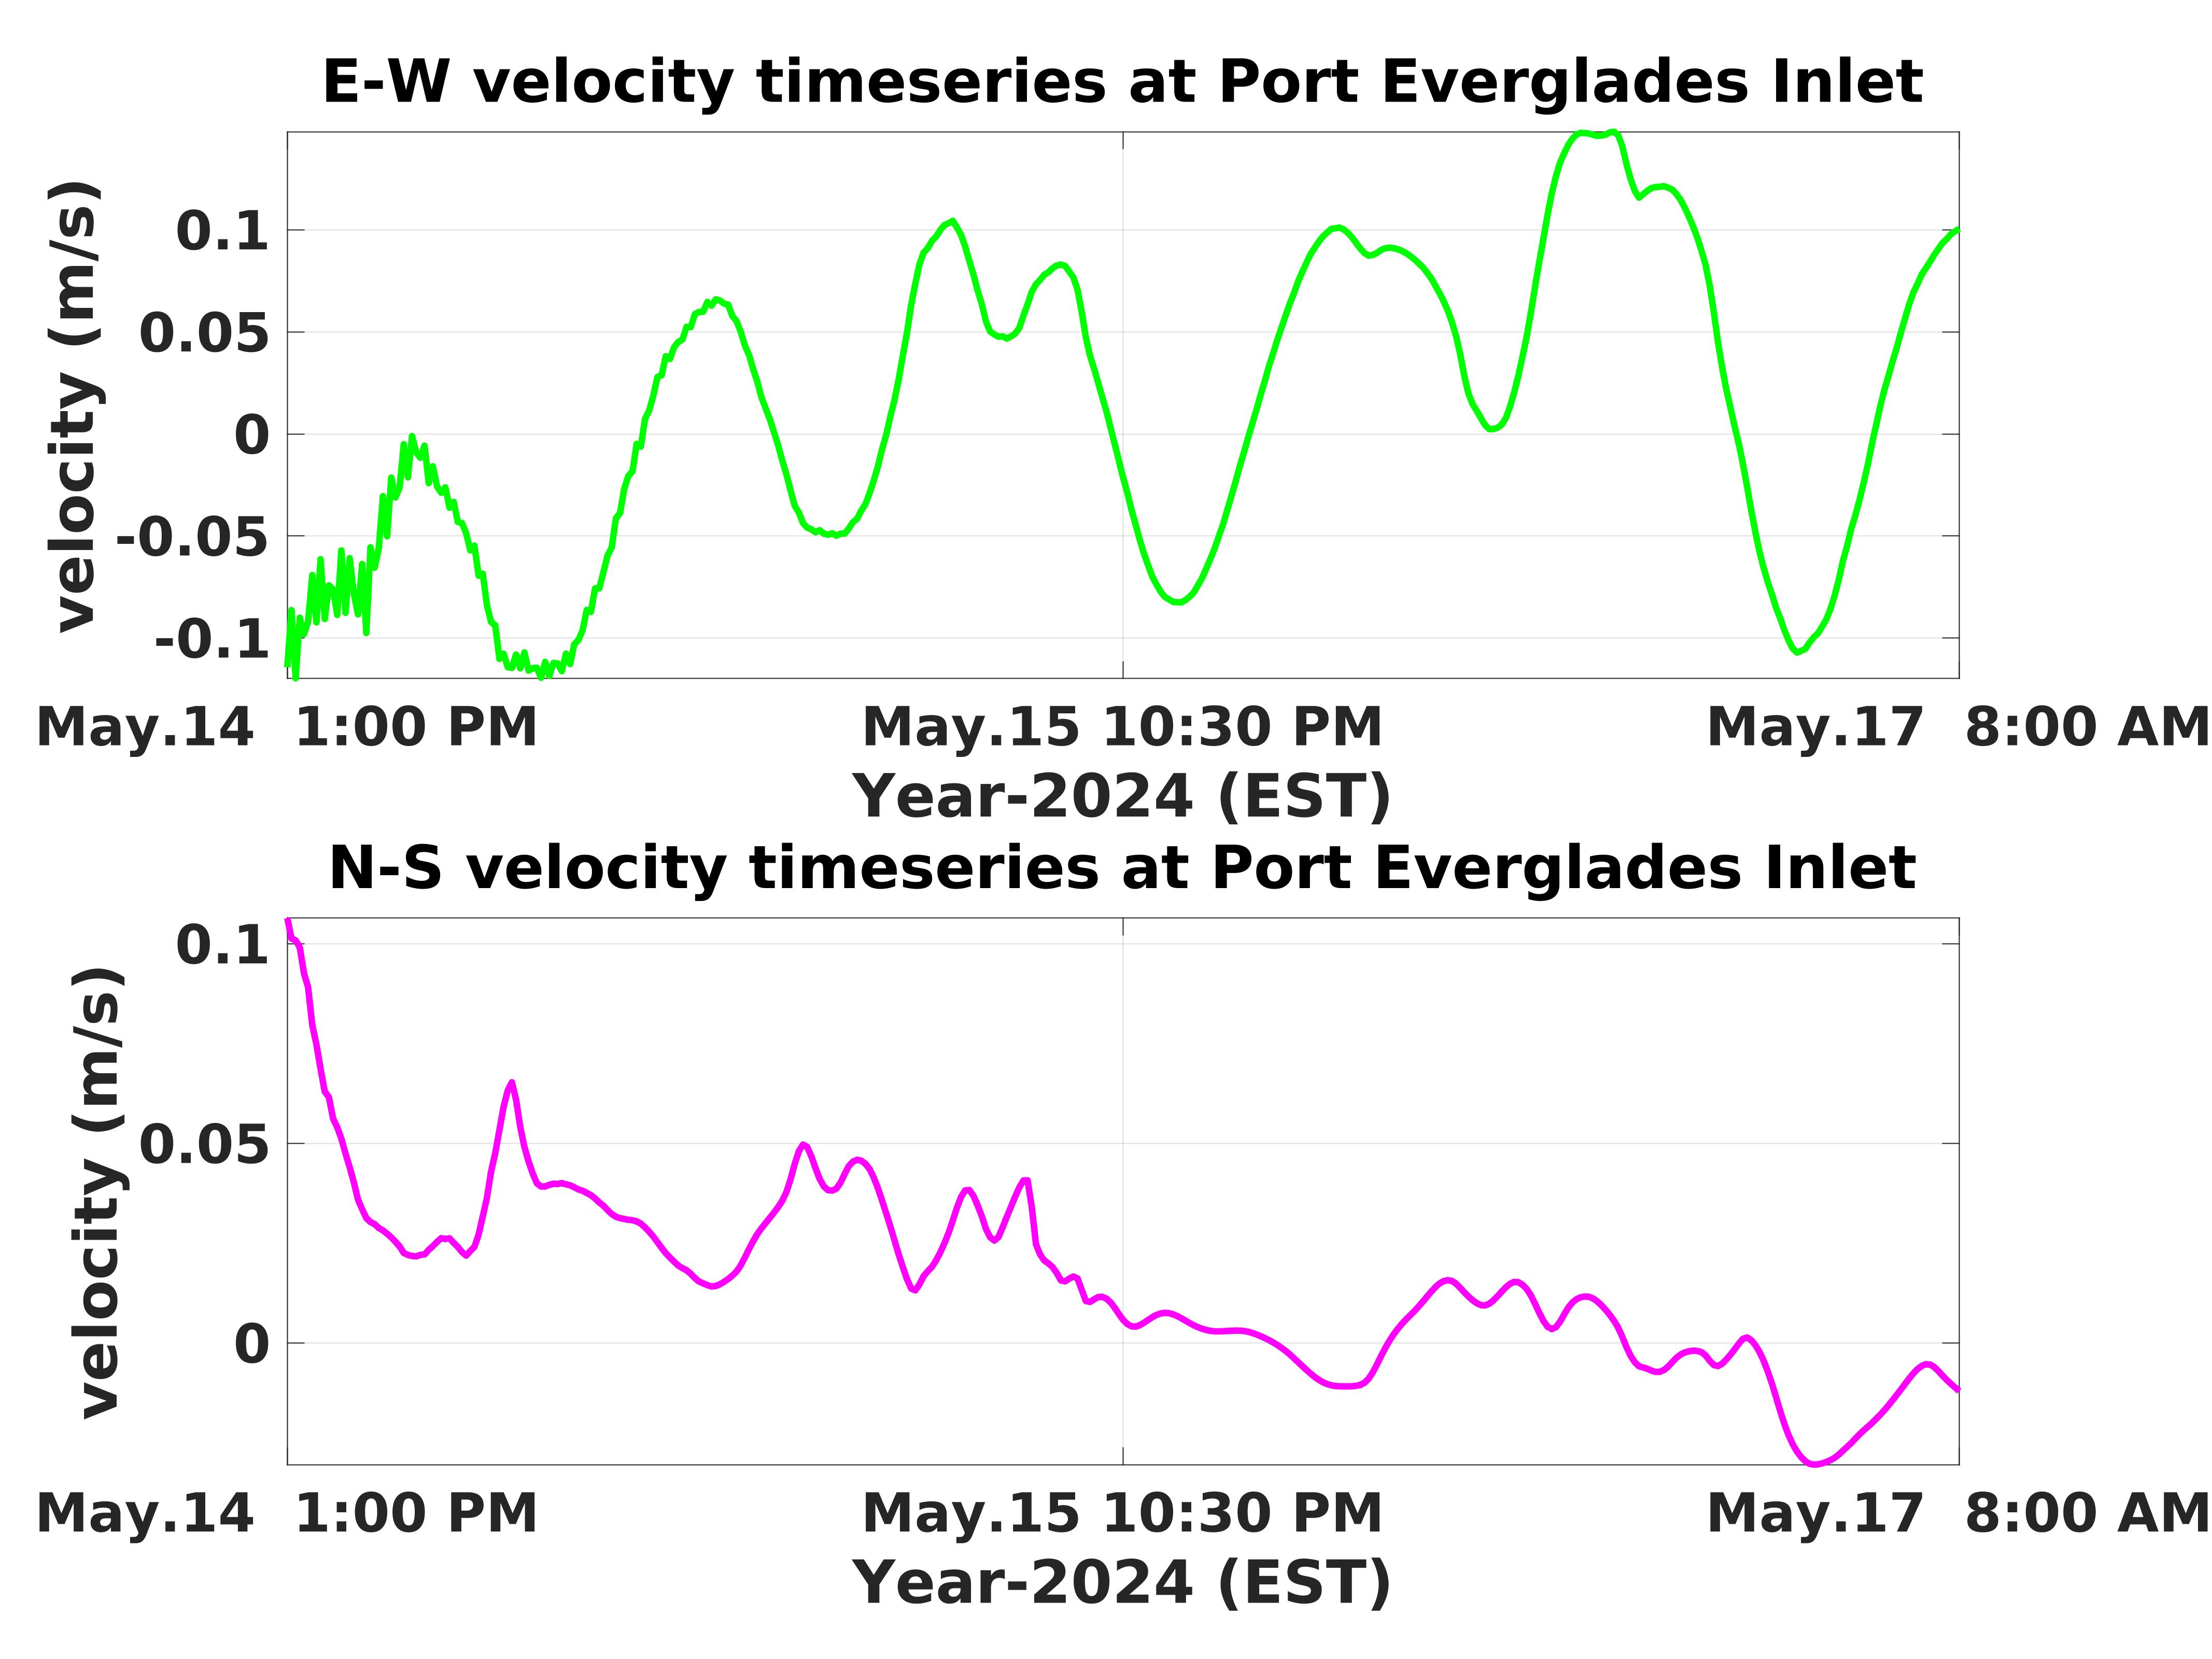 E-W velocity timeseries at Port Everglades Inlet
velocity (m/s)
0.1
0.05
0
-0.05
-0.1
May.14 1:00 PM
May.15 10:30 PM
May.17 8:00 AM
Year-2024 (EST)
N-S velocity timeseries at Port Everglades Inlet
velocity (m/s)
0.1
0.05
0
May.14 1:00 PM
May.15 10:30 PM
May.17 8:00 AM
Year-2024 (EST)